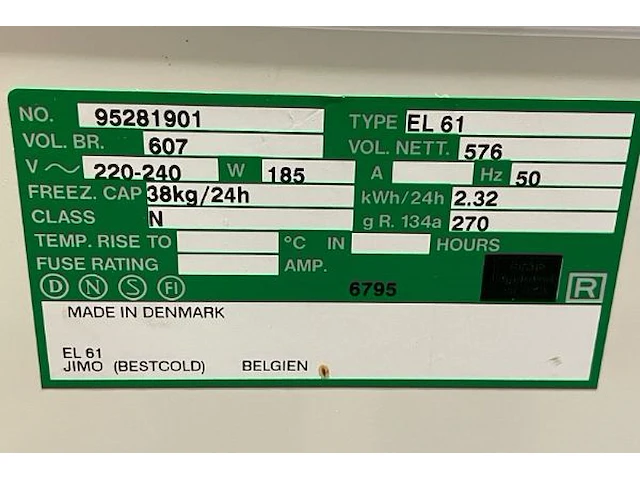 NO. 95281901 TYPE EL 61
VOL. BR. 607 VOL. NETT. 576
V ~ 220-240 W 185 A Hz 50
FREEZ. CAP 38kg/24h kWh/24h 2.32
CLASS N g R. 134a 270
TEMP. RISE TO °C IN HOURS
FUSE RATING AMP.
D N S FI 6795 R
MADE IN DENMARK
EL 61
JIMO (BESTCOLD) BELGIEN